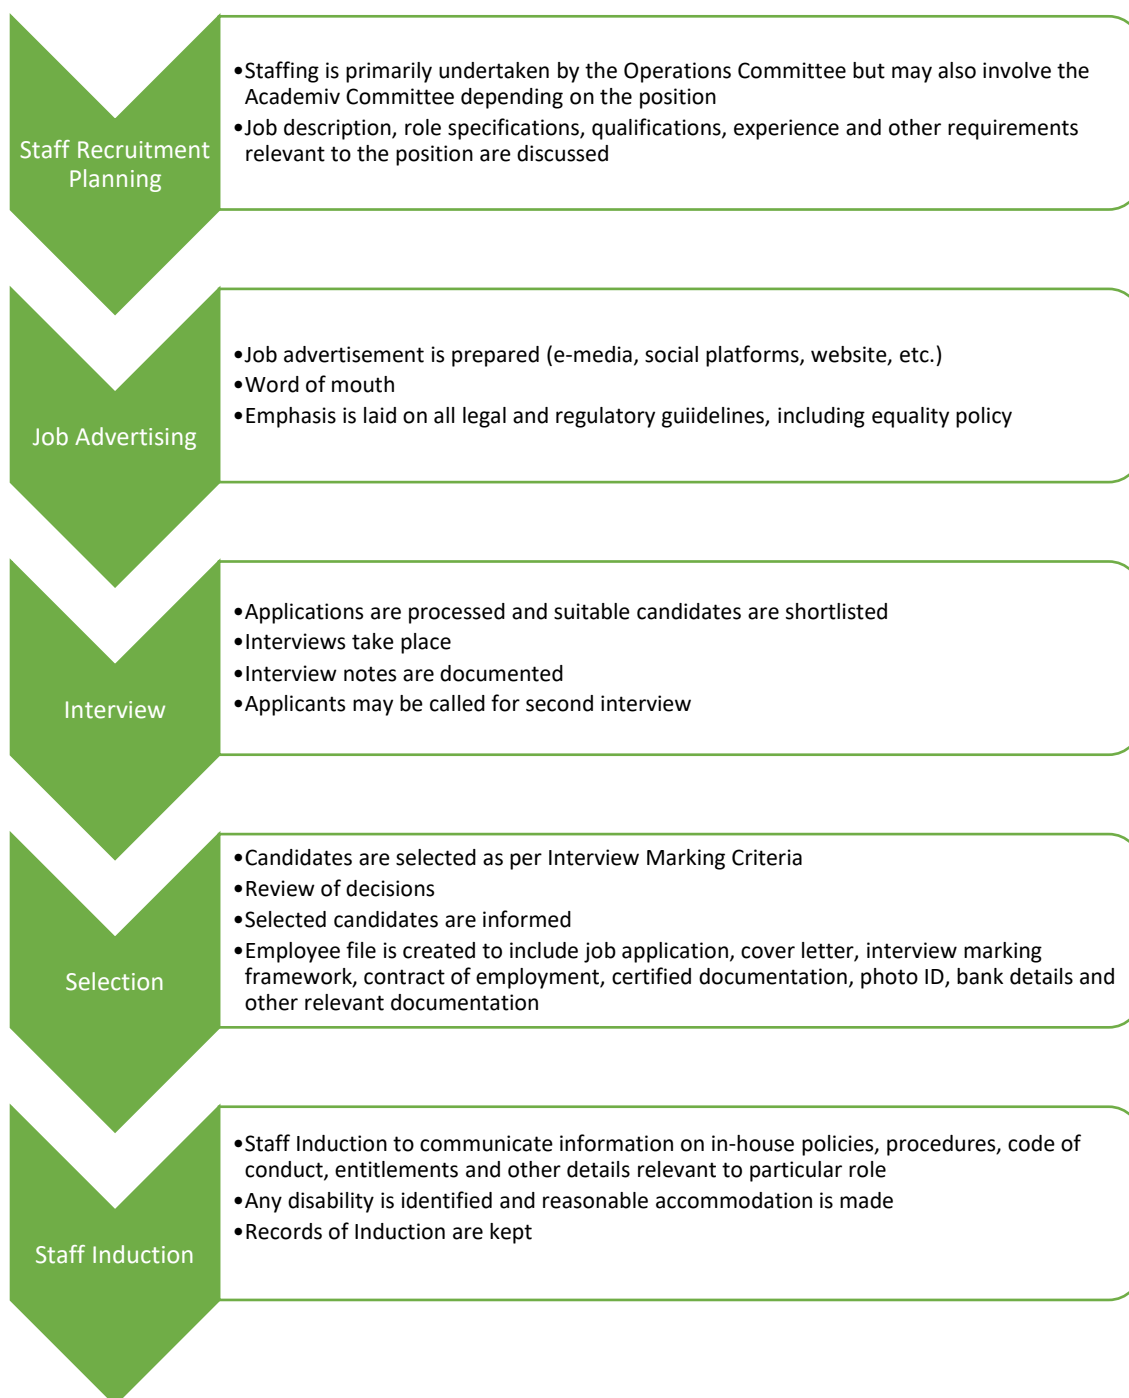 Staff Recruitment
Planning
•Staffing is primarily undertaken by the Operations Committee but may also involve the
Academiv Committee depending on the position
•Job description, role specifications, qualifications, experience and other requirements
relevant to the position are discussed
Job Advertising
•Job advertisement is prepared (e-media, social platforms, website, etc.)
•Word of mouth
•Emphasis is laid on all legal and regulatory guiidelines, including equality policy
Interview
•Applications are processed and suitable candidates are shortlisted
•Interviews take place
•Interview notes are documented
•Applicants may be called for second interview
Selection
•Candidates are selected as per Interview Marking Criteria
•Review of decisions
•Selected candidates are informed
•Employee file is created to include job application, cover letter, interview marking
framework, contract of employment, certified documentation, photo ID, bank details and
other relevant documentation
Staff Induction
•Staff Induction to communicate information on in-house policies, procedures, code of
conduct, entitlements and other details relevant to particular role
•Any disability is identified and reasonable accommodation is made
•Records of Induction are kept